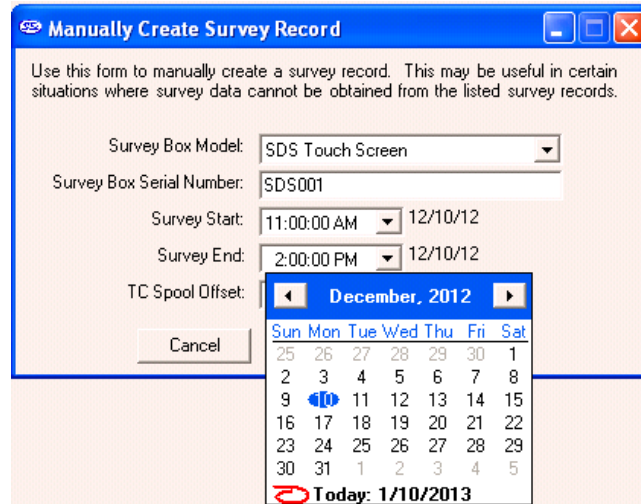 Manually Create Survey Record
Use this form to manually create a survey record. This may be useful in certain
situations where survey data cannot be obtained from the listed survey records.
Survey Box Model: SDS Touch Screen
Survey Box Serial Number: SDS001
Survey Start: 11:00:00 AM 12/10/12
Survey End: 2:00:00 PM 12/10/12
TC Spool Offset:
Cancel
December, 2012
Sun Mon Tue Wed Thu Fri Sat
25 26 27 28 29 30 1
2 3 4 5 6 7 8
9 10 11 12 13 14 15
16 17 18 19 20 21 22
23 24 25 26 27 28 29
30 31 1 2 3 4 5
Today: 1/10/2013